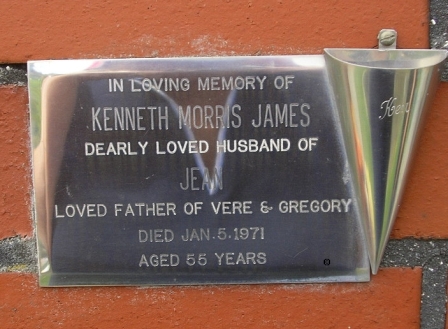 IN LOVING MEMORY OF
KENNETH MORRIS JAMES
DEARLY LOVED HUSBAND OF
JEAN
LOVED FATHER OF VERE & GREGORY
DIED JAN.5.1971
AGED 55 YEARS
Ken